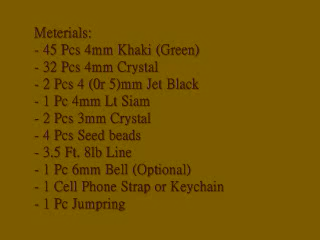 Meterials:
- 45 Pcs 4mm Khaki (Green)
- 32 Pcs 4mm Crystal
- 2 Pcs 4 (0r 5)mm Jet Black
- 1 Pc 4mm Lt Siam
- 2 Pcs 3mm Crystal
- 4 Pcs Seed beads
- 3.5 Ft. 8lb Line
- 1 Pc 6mm Bell (Optional)
- 1 Cell Phone Strap or Keychain
- 1 Pc Jumpring